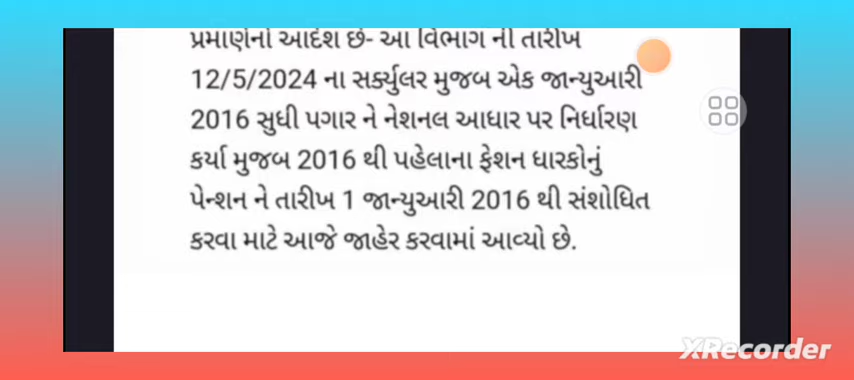 પ્રમાણેનો આદેશ છે- આ વિભાગ ની તારીખ
12/5/2024 ના સર્ક્યુલર મુજબ એક જાન્યુઆરી
2016 સુધી પગાર ને નેશનલ આધાર પર નિર્ધારણ
કર્યા મુજબ 2016 થી પહેલાના ફેશન ધારકોનું
પેન્શન ને તારીખ 1 જાન્યુઆરી 2016 થી સંશોધિત
કરવા માટે આજે જાહેર કરવામાં આવ્યો છે.
XRecorder